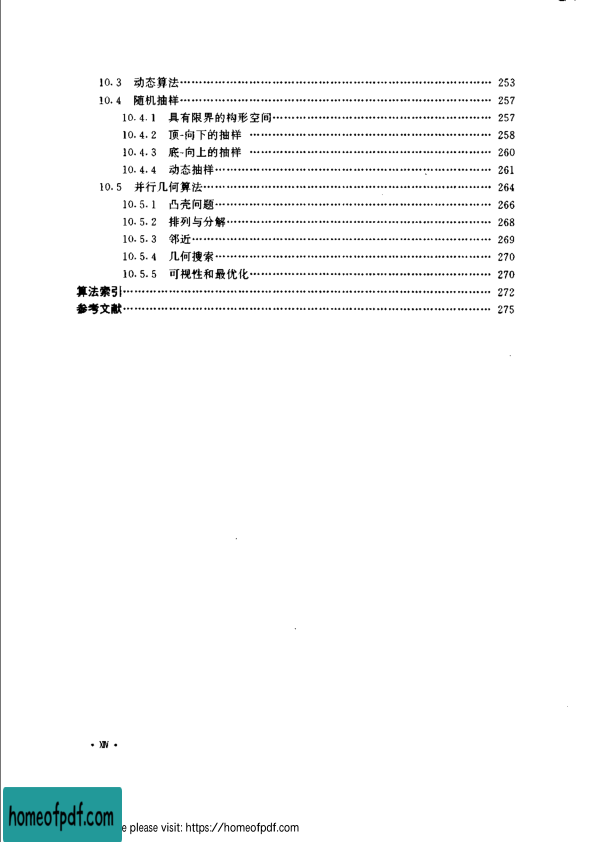 10.3 动态算法…… 253
10.4 随机抽样…… 257
10.4.1 具有限界的构形空间…… 257
10.4.2 顶-向下的抽样 …… 258
10.4.3 底-向上的抽样 …… 260
10.4.4 动态抽样…… 261
10.5 并行几何算法…… 264
10.5.1 凸壳问题…… 266
10.5.2 排列与分解…… 268
10.5.3 邻近…… 269
10.5.4 几何搜索…… 270
10.5.5 可视性和最优化…… 270
算法索引…… 272
参考文献…… 275
• XIV •
homeofpdf.com
e please visit: https://homeofpdf.com